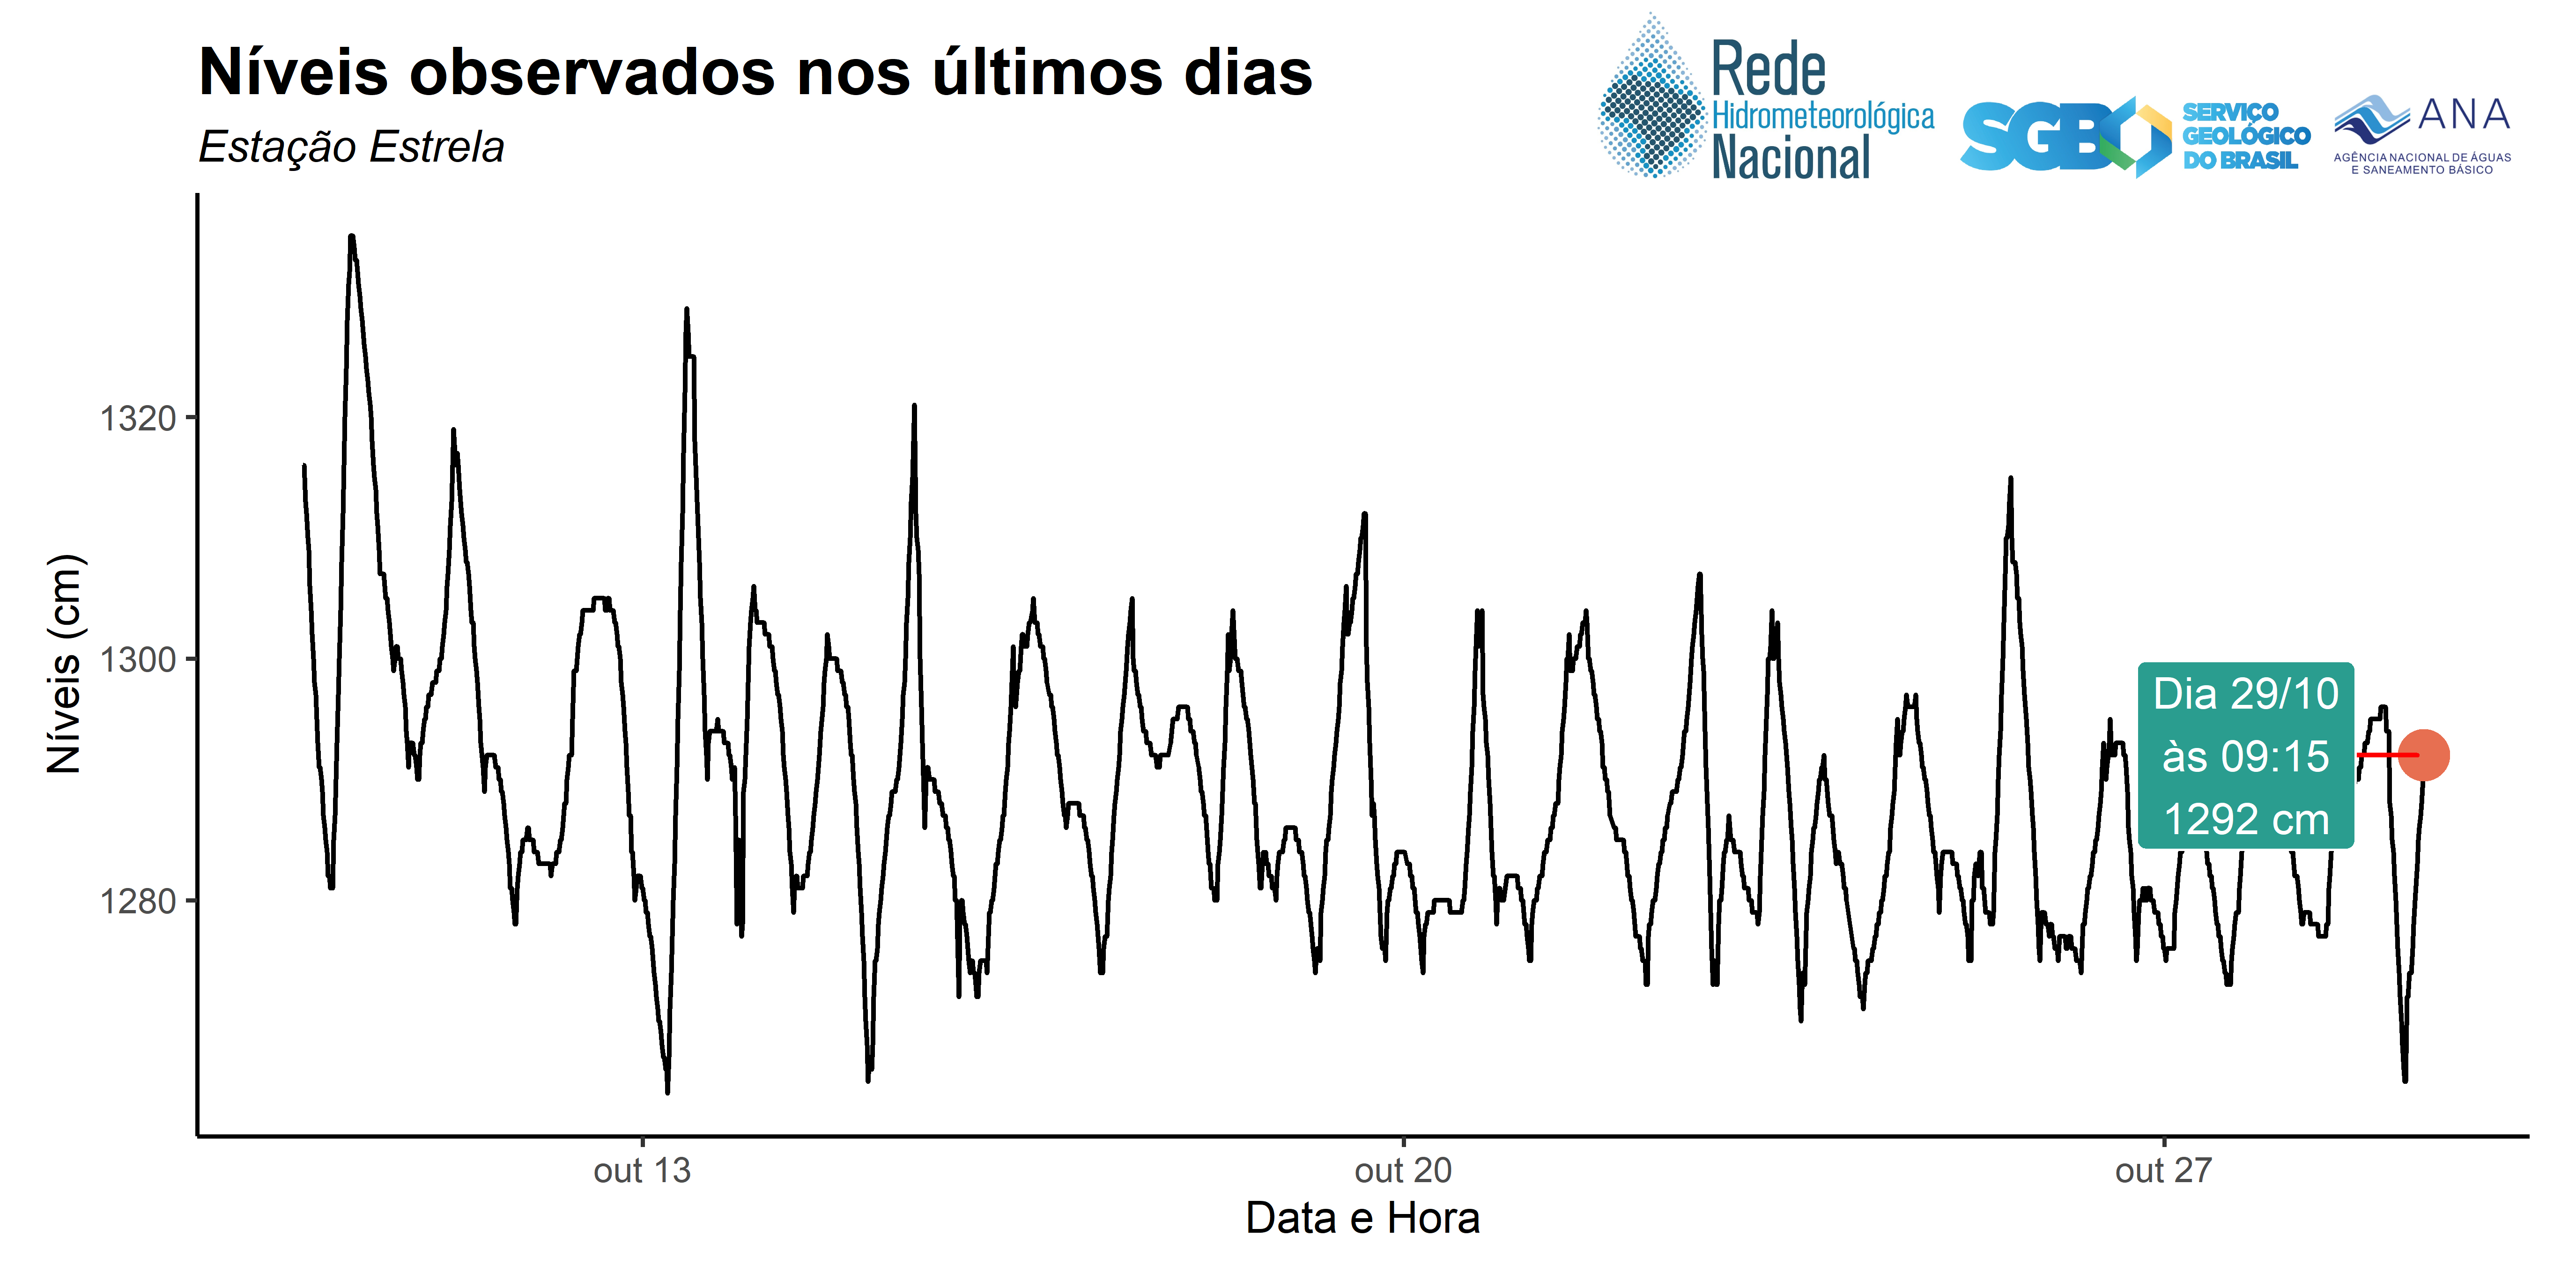 Níveis observados nos últimos dias
Estação Estrela
Rede
Hidrometeorológica
Nacional
SGB
SERVIÇO
GEOLÓGICO
DO BRASIL
ANA
AGÊNCIA NACIONAL DE ÁGUAS
E SANEAMENTO BÁSICO
Níveis (cm)
1320
1300
1280
Dia 29/10
às 09:15
1292 cm
out 13
out 20
out 27
Data e Hora